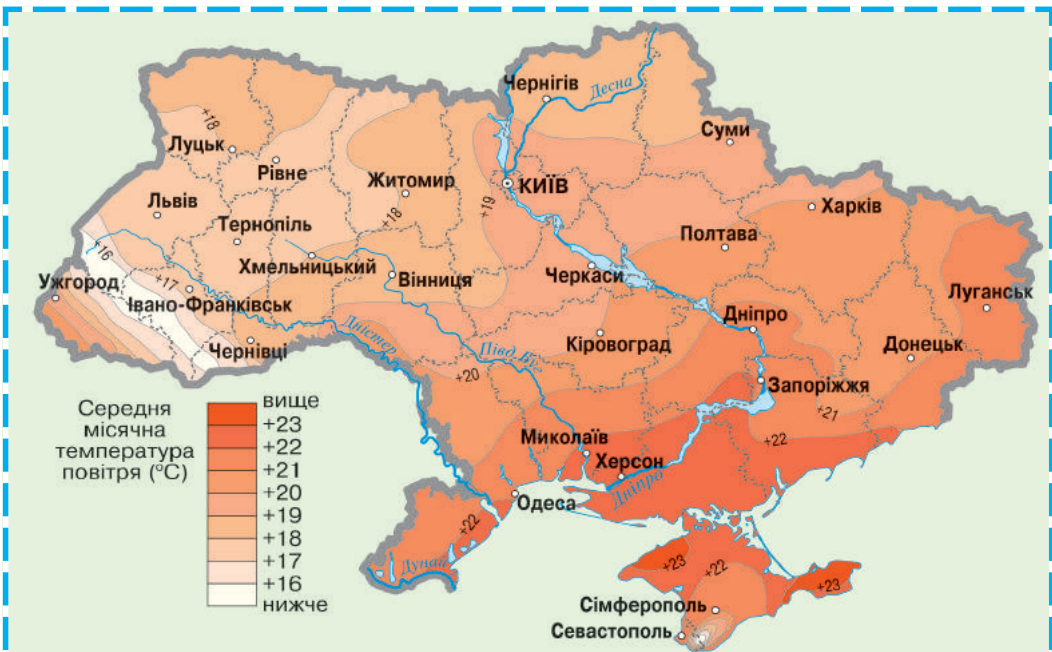 Чернігів
Десна
+18
Луцьк
Рівне
Суми
Житомир
КИЇВ
Львів
+18
+19
Харків
Тернопіль
Полтава
+16
Хмельницький
Вінниця
Черкаси
Ужгород
+17
Івано-Франківськ
Луганськ
Дністер
Дніпро
Чернівці
Півд. Буг
Кіровоград
Донецьк
+20
Запоріжжя
+21
+22
Середня
місячна
температура
повітря (°С)
вище
+23
+22
+21
+20
+19
+18
+17
+16
нижче
Миколаїв
Херсон
Дніпро
Одеса
+22
Дунай
+23
+22
+23
Сімферополь
Севастополь